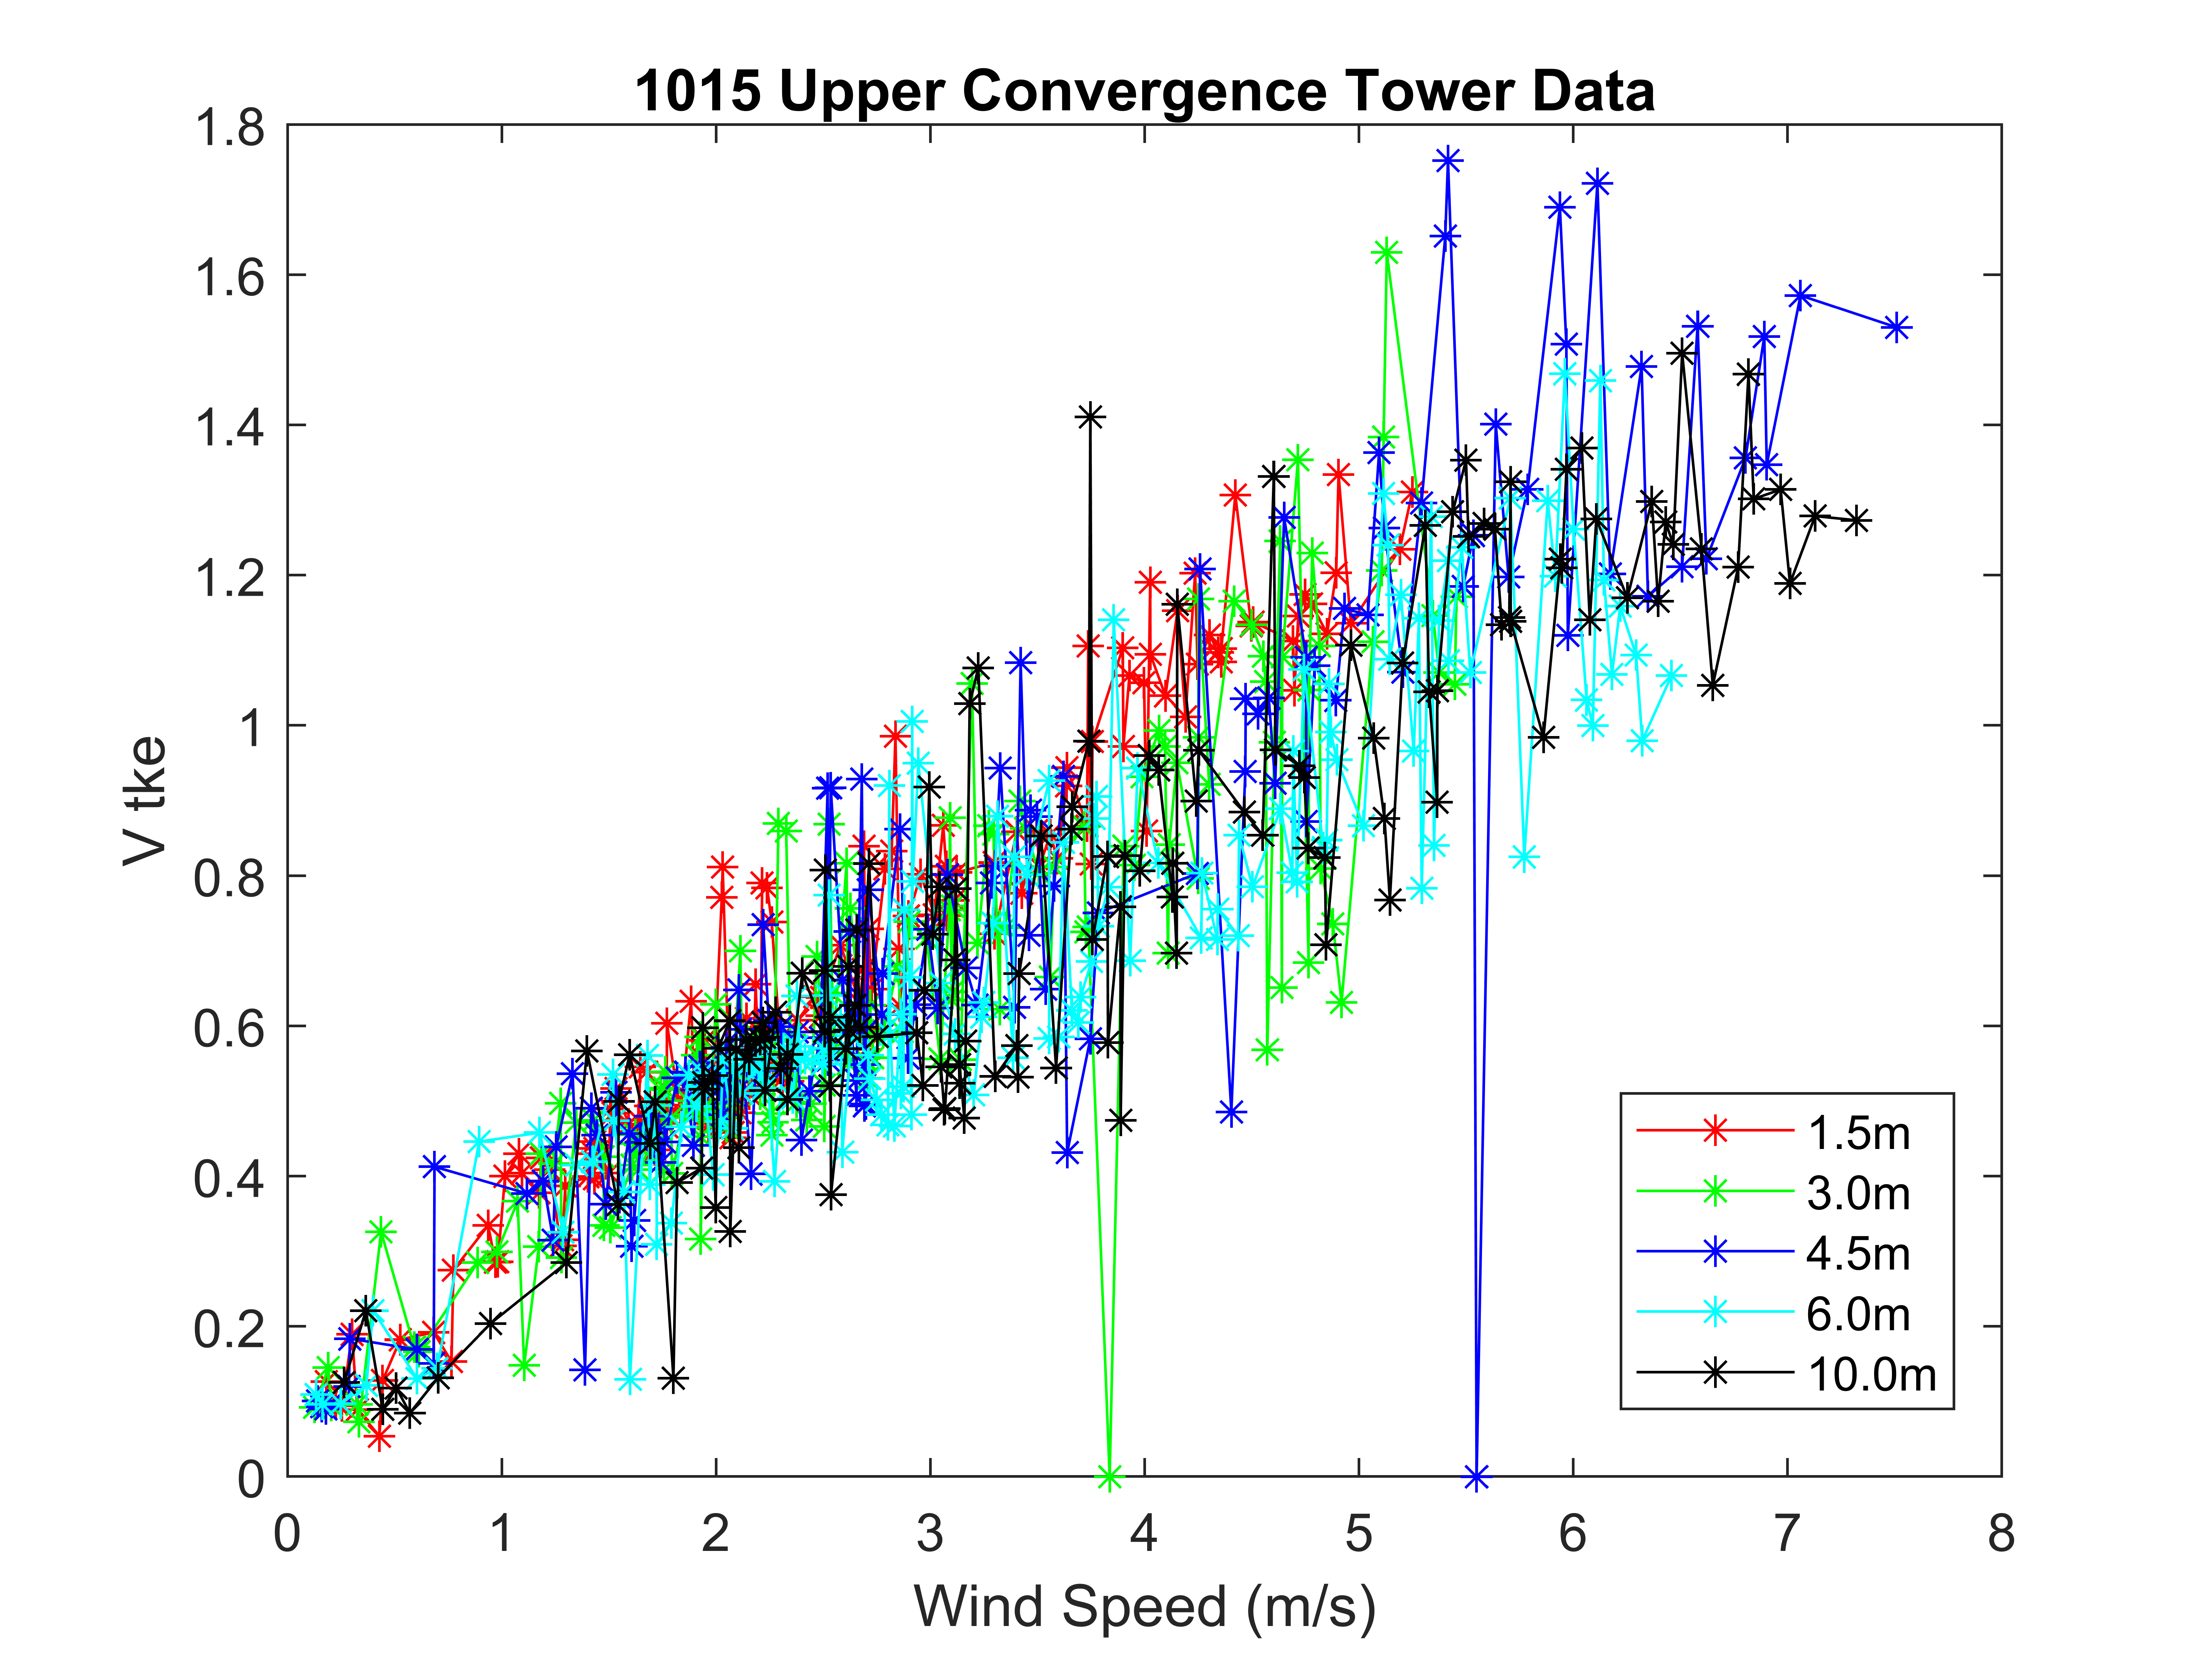 1015 Upper Convergence Tower Data
1.8
1.6
1.4
1.2
1
0.8
0.6
0.4
0.2
0
V tke
0 1 2 3 4 5 6 7 8
Wind Speed (m/s)
1.5m
3.0m
4.5m
6.0m
10.0m